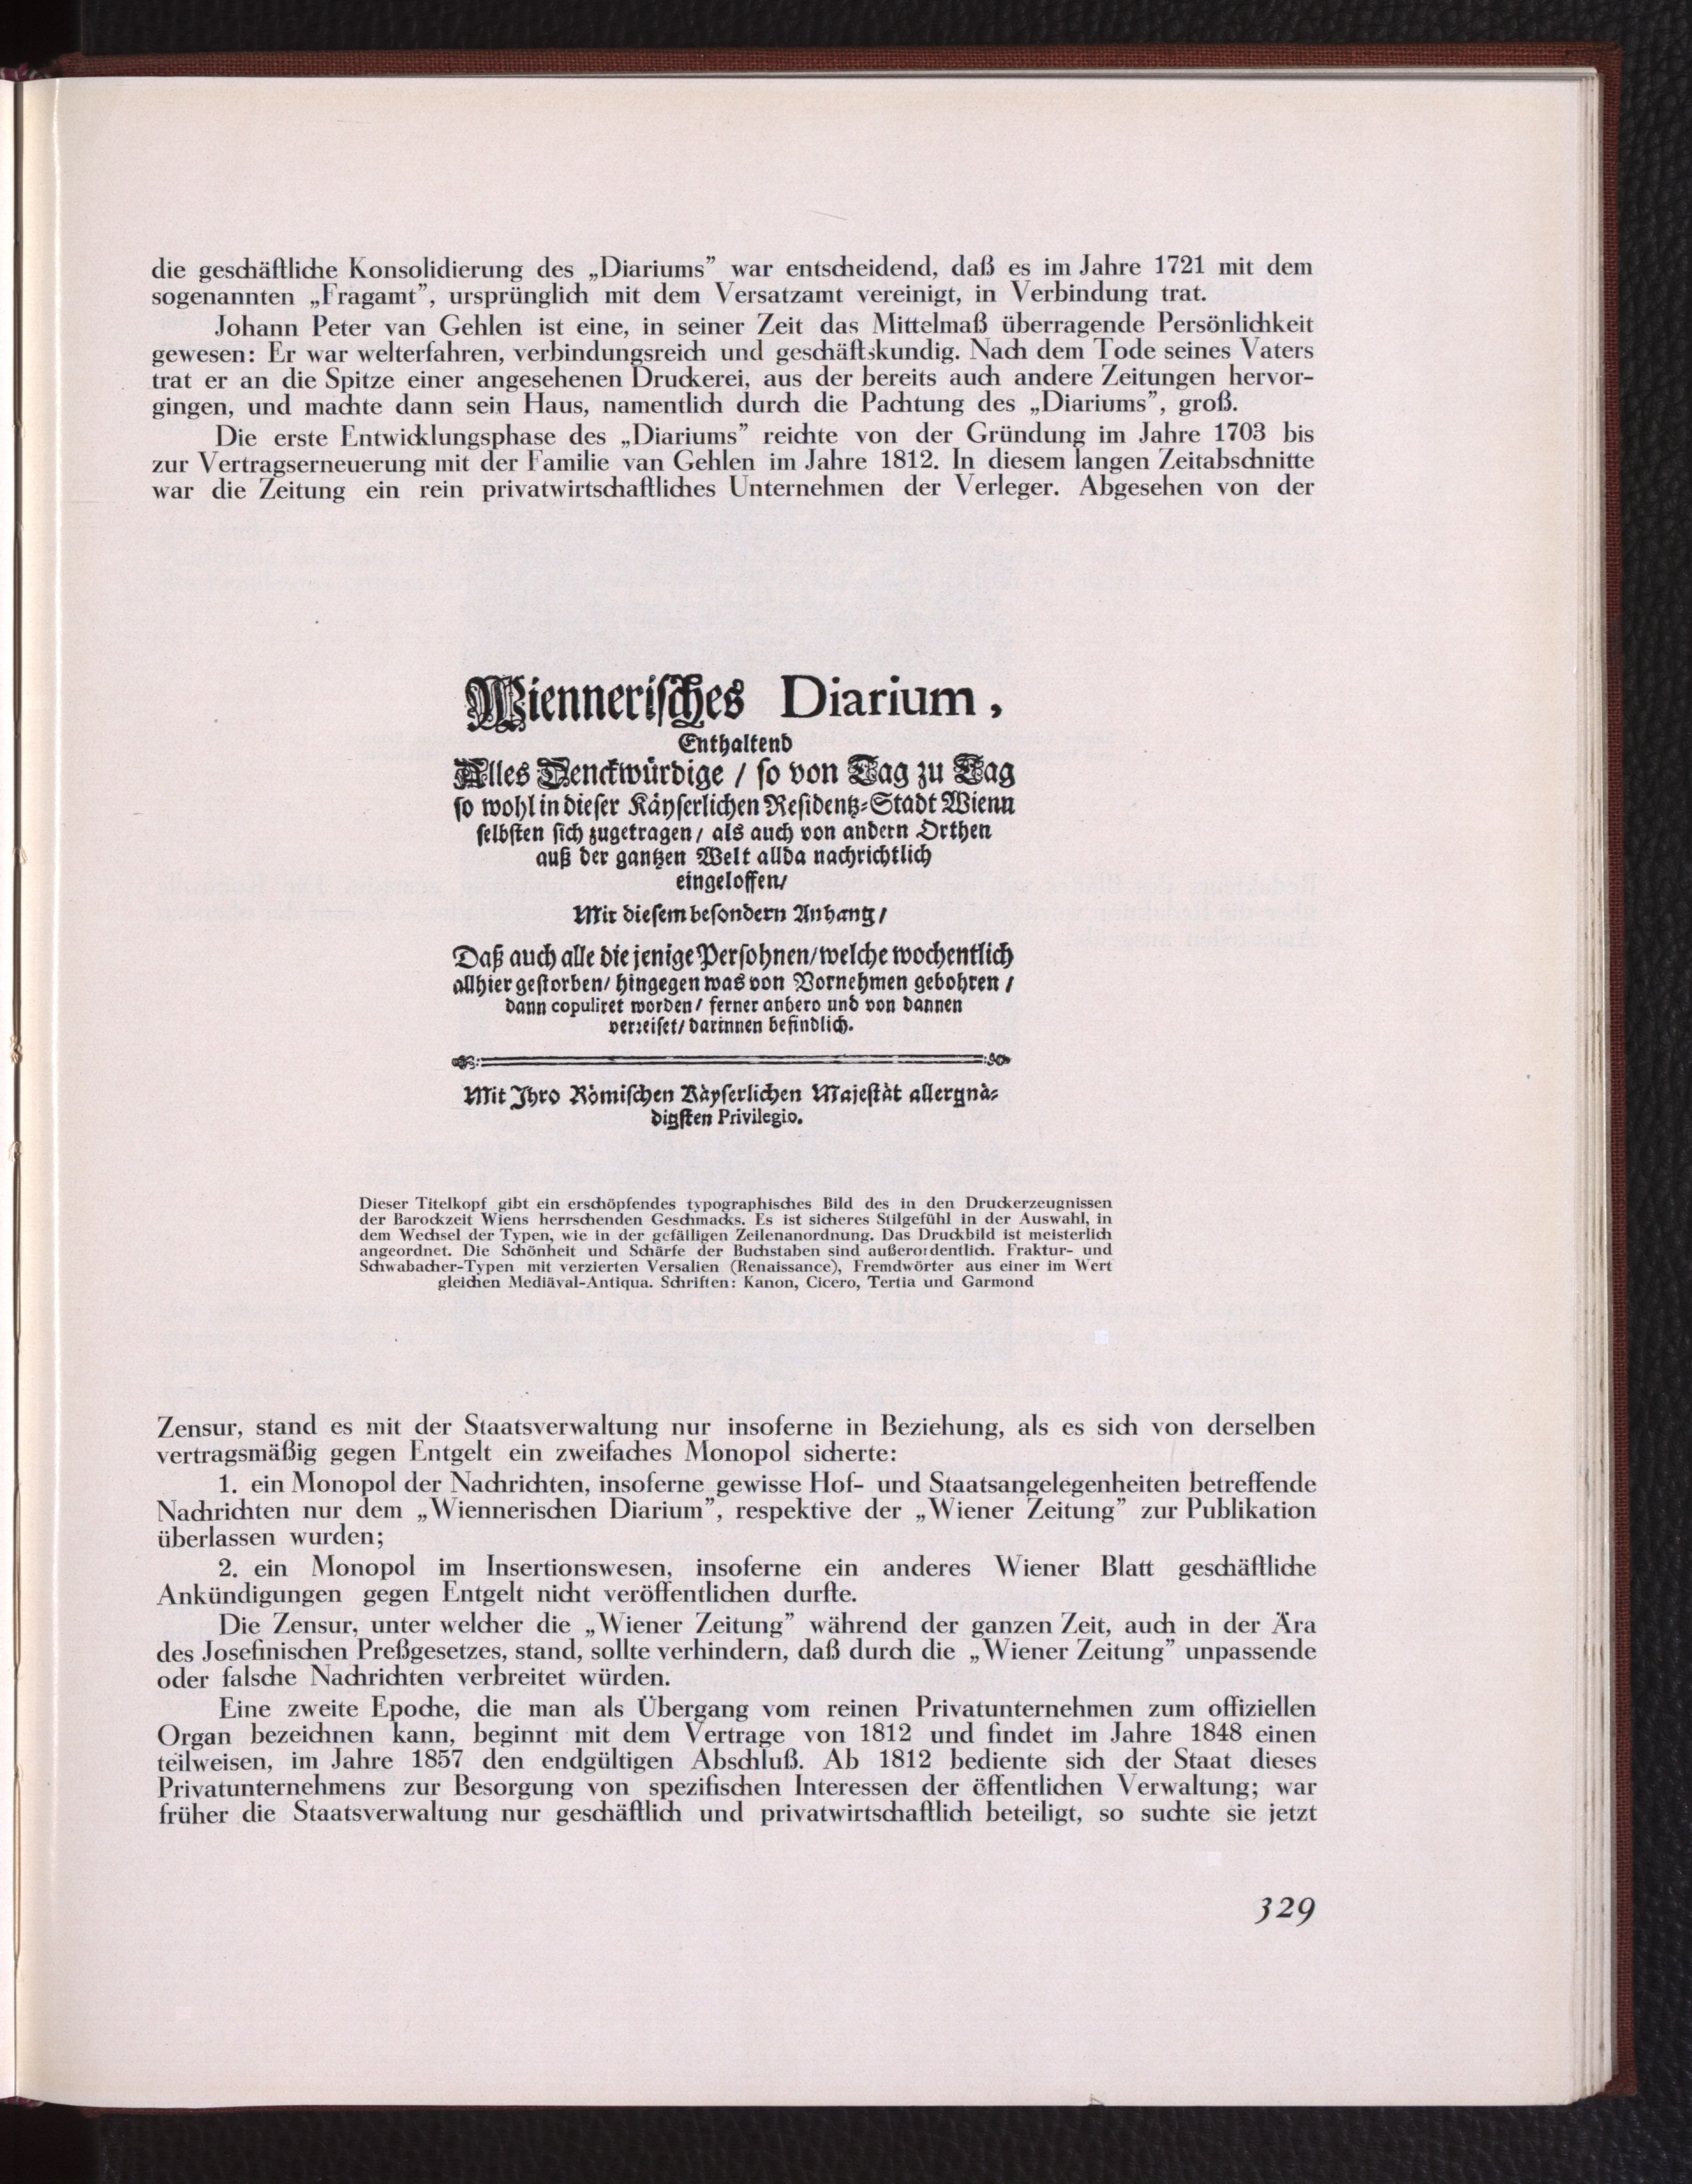 die geschäftliche Konsolidierung des „Diariums” war entscheidend, daß es im Jahre 1721 mit dem
sogenannten „Fragamt”, ursprünglich mit dem Versatzamt vereinigt, in Verbindung trat.
Johann Peter van Gehlen ist eine, in seiner Zeit das Mittelmaß überragende Persönlichkeit
gewesen: Er war welterfahren, verbindungsreich und geschäftskundig. Nach dem Tode seines Vaters
trat er an die Spitze einer angesehenen Druckerei, aus der bereits auch andere Zeitungen hervor-
gingen, und machte dann sein Haus, namentlich durch die Pachtung des „Diariums”, groß.
Die erste Entwicklungsphase des „Diariums” reichte von der Gründung im Jahre 1703 bis
zur Vertragserneuerung mit der Familie van Gehlen im Jahre 1812. In diesem langen Zeitabschnitte
war die Zeitung ein rein privatwirtschaftliches Unternehmen der Verleger. Abgesehen von der
Wiennerisches Diarium,
Enthaltend
Alles Denckwürdige / so von Tag zu Tag
so wohl in dieser Käyserlichen Residentz-Stadt Wienn
selbsten sich zugetragen / als auch von andern Orthen
auß der gantzen Welt allda nachrichtlich
eingeloffen /
Mit diesem besondern Anhang /
Daß auch alle die jenige Persohnen / welche wochentlich
allhier gestorben / hingegen was von Vornehmen gebohren /
dann copuliret worden / ferner anhero und von dannen
verreiset / darinnen befindlich.
Mit Ihro Römischen Käyserlichen Majestät allergnä-
digsten Privilegio.
Dieser Titelkopf gibt ein erschöpfendes typographisches Bild des in den Druckerzeugnissen
der Barockzeit Wiens herrschenden Geschmacks. Es ist sicheres Stilgefühl in der Auswahl, in
dem Wechsel der Typen, wie in der gefälligen Zeilenanordnung. Das Druckbild ist meisterlich
angeordnet. Die Schönheit und Schärfe der Buchstaben sind außerordentlich. Fraktur- und
Schwabacher-Typen mit verzierten Versalien (Renaissance), Fremdwörter aus einer im Wert
gleichen Mediäval-Antiqua. Schriften: Kanon, Cicero, Tertia und Garmond
Zensur, stand es mit der Staatsverwaltung nur insoferne in Beziehung, als es sich von derselben
vertragsmäßig gegen Entgelt ein zweifaches Monopol sicherte:
1. ein Monopol der Nachrichten, insoferne gewisse Hof- und Staatsangelegenheiten betreffende
Nachrichten nur dem „Wiennerischen Diarium”, respektive der „Wiener Zeitung” zur Publikation
überlassen wurden;
2. ein Monopol im Insertionswesen, insoferne ein anderes Wiener Blatt geschäftliche
Ankündigungen gegen Entgelt nicht veröffentlichen durfte.
Die Zensur, unter welcher die „Wiener Zeitung” während der ganzen Zeit, auch in der Ära
des Josefinischen Preßgesetzes, stand, sollte verhindern, daß durch die „Wiener Zeitung” unpassende
oder falsche Nachrichten verbreitet würden.
Eine zweite Epoche, die man als Übergang vom reinen Privatunternehmen zum offiziellen
Organ bezeichnen kann, beginnt mit dem Vertrage von 1812 und findet im Jahre 1848 einen
teilweisen, im Jahre 1857 den endgültigen Abschluß. Ab 1812 bediente sich der Staat dieses
Privatunternehmens zur Besorgung von spezifischen Interessen der öffentlichen Verwaltung; war
früher die Staatsverwaltung nur geschäftlich und privatwirtschaftlich beteiligt, so suchte sie jetzt
329